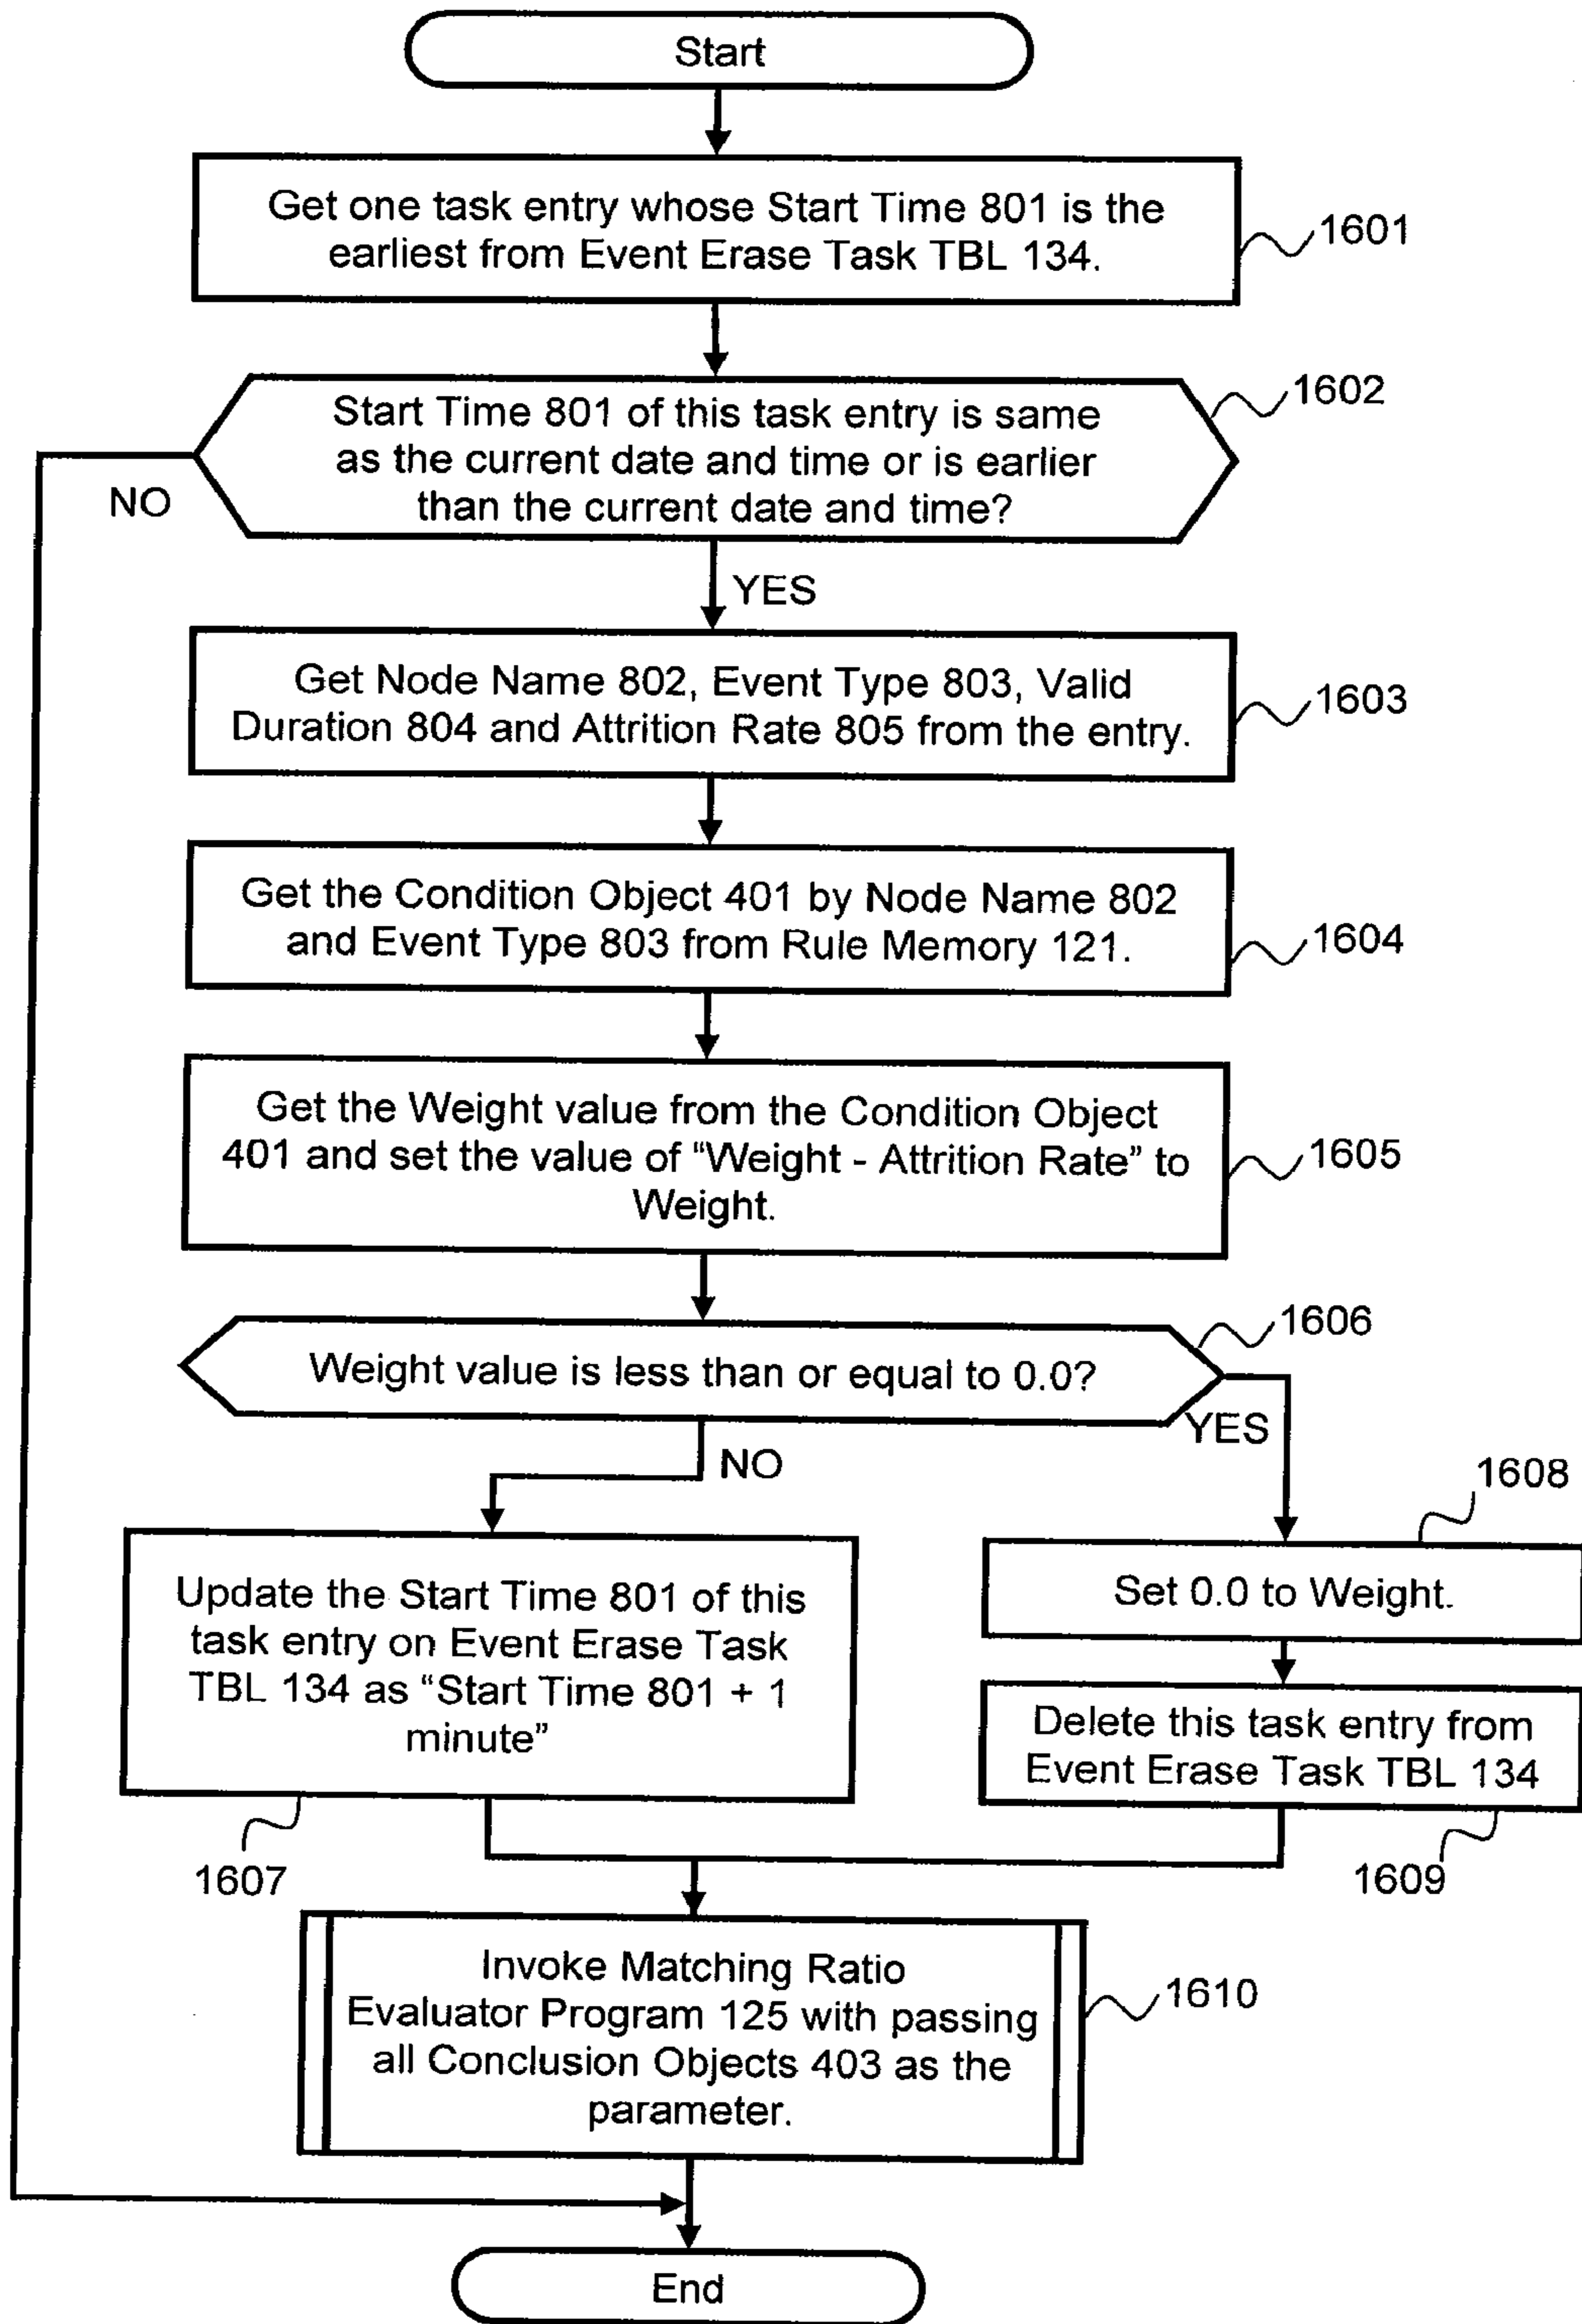 Start
Get one task entry whose Start Time 801 is the
earliest from Event Erase Task TBL 134.
1601
Start Time 801 of this task entry is same
as the current date and time or is earlier
than the current date and time?
1602
NO
YES
Get Node Name 802, Event Type 803, Valid
Duration 804 and Attrition Rate 805 from the entry.
1603
Get the Condition Object 401 by Node Name 802
and Event Type 803 from Rule Memory 121.
1604
Get the Weight value from the Condition Object
401 and set the value of “Weight - Attrition Rate” to
Weight.
1605
Weight value is less than or equal to 0.0?
1606
YES
NO
1608
Update the Start Time 801 of this
task entry on Event Erase Task
TBL 134 as “Start Time 801 + 1
minute”
1607
Set 0.0 to Weight.
Delete this task entry from
Event Erase Task TBL 134
1609
Invoke Matching Ratio
Evaluator Program 125 with passing
all Conclusion Objects 403 as the
parameter.
1610
End